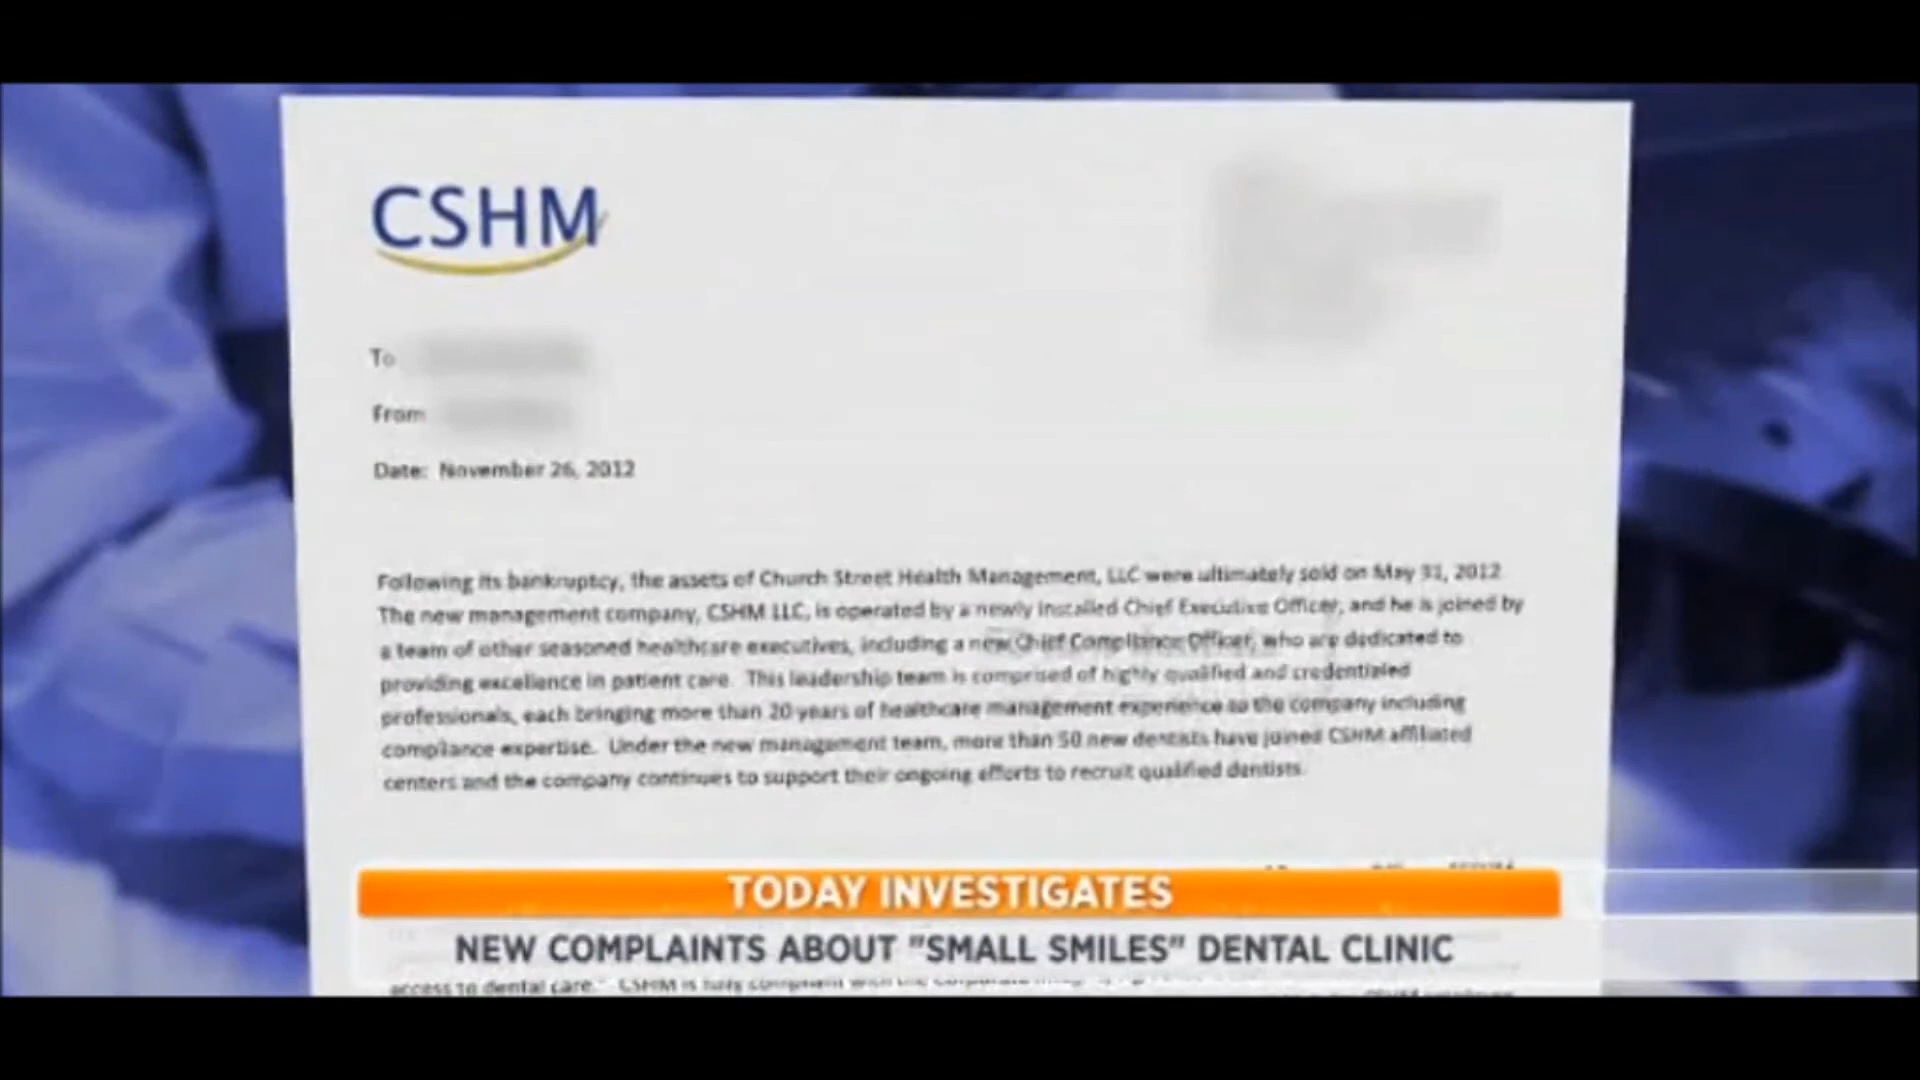 CSHM
To
From
Date: November 26, 2012
Following its bankruptcy, the assets of Church Street Health Management, LLC were ultimately sold on May 31, 2012
The new management company, CSHM LLC, is operated by a newly installed Chief Executive Officer, and he is joined by
a team of other seasoned healthcare executives, including a new Chief Compliance Officer, who are dedicated to
providing excellence in patient care. This leadership team is comprised of highly qualified and credentialed
professionals, each bringing more than 20 years of healthcare management experience to the company including
compliance expertise. Under the new management team, more than 50 new dentists have joined CSHM affiliated
centers and the company continues to support their ongoing efforts to recruit qualified dentists.
TODAY INVESTIGATES
NEW COMPLAINTS ABOUT "SMALL SMILES" DENTAL CLINIC
access to dental care." CSHM is fully compliant with the Corporate